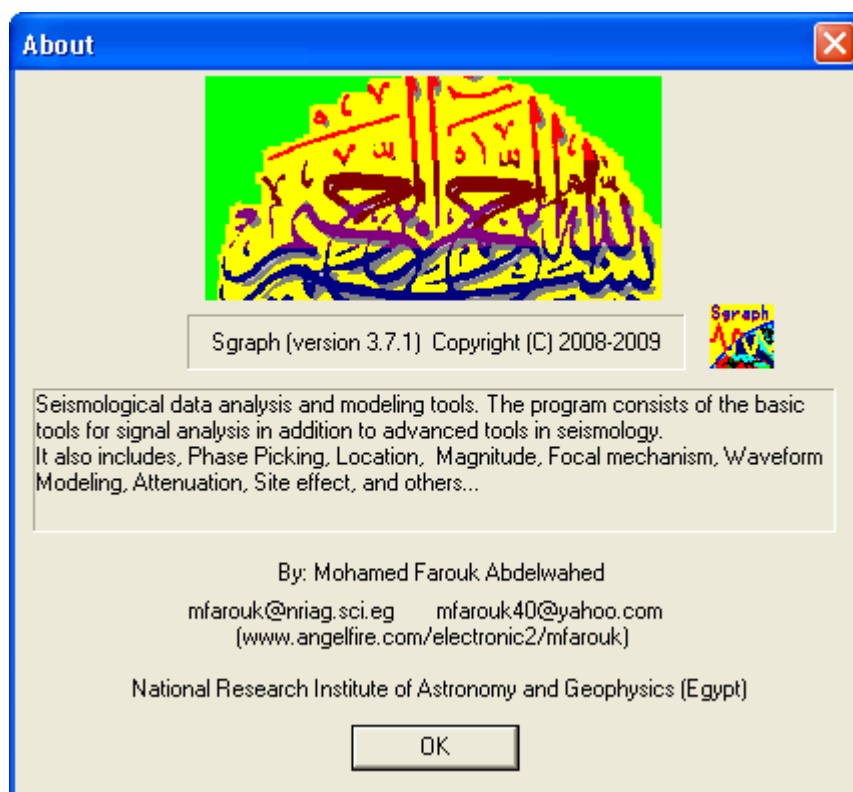 About
Sgraph (version 3.7.1) Copyright (C) 2008-2009
Sgraph
Seismological data analysis and modeling tools. The program consists of the basic
tools for signal analysis in addition to advanced tools in seismology.
It also includes, Phase Picking, Location, Magnitude, Focal mechanism, Waveform
Modeling, Attenuation, Site effect, and others...
By: Mohamed Farouk Abdelwahed
mfarouk@nriag.sci.eg mfarouk40@yahoo.com
(www.angelfire.com/electronic2/mfarouk)
National Research Institute of Astronomy and Geophysics (Egypt)
OK